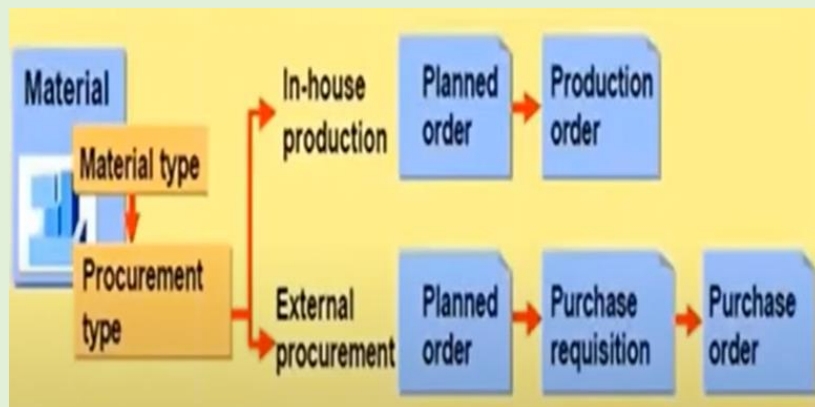 Material
Material type
Procurement
type
In-house
production
Planned
order
Production
order
External
procurement
Planned
order
Purchase
requisition
Purchase
order